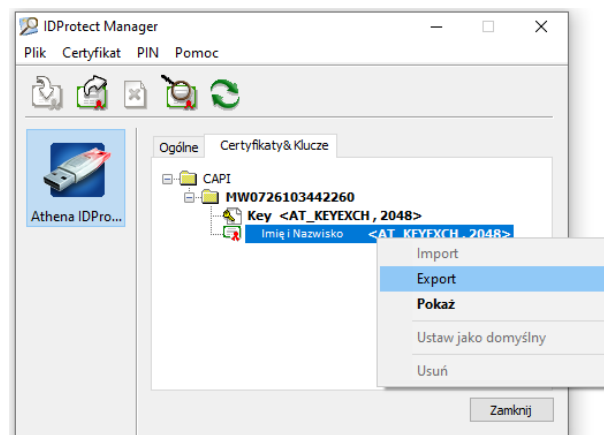 IDProtect Manager
Plik Certyfikat PIN Pomoc
Ogólne Certyfikaty& Klucze
Athena IDPro...
CAPI
MW0726103442260
Key <AT_KEYEXCH , 2048>
Imię i Nazwisko <AT_KEYEXCH , 2048>
Import
Export
Pokaż
Ustaw jako domyślny
Usuń
Zamknij